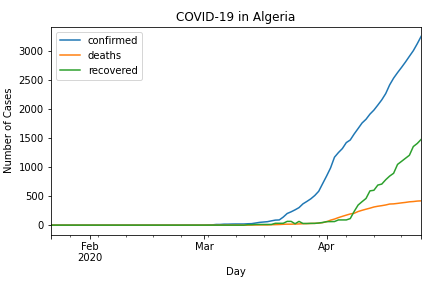 COVID-19 in Algeria
confirmed
deaths
recovered
3000
2500
2000
1500
1000
500
0
Number of Cases
Feb
2020
Mar
Apr
Day